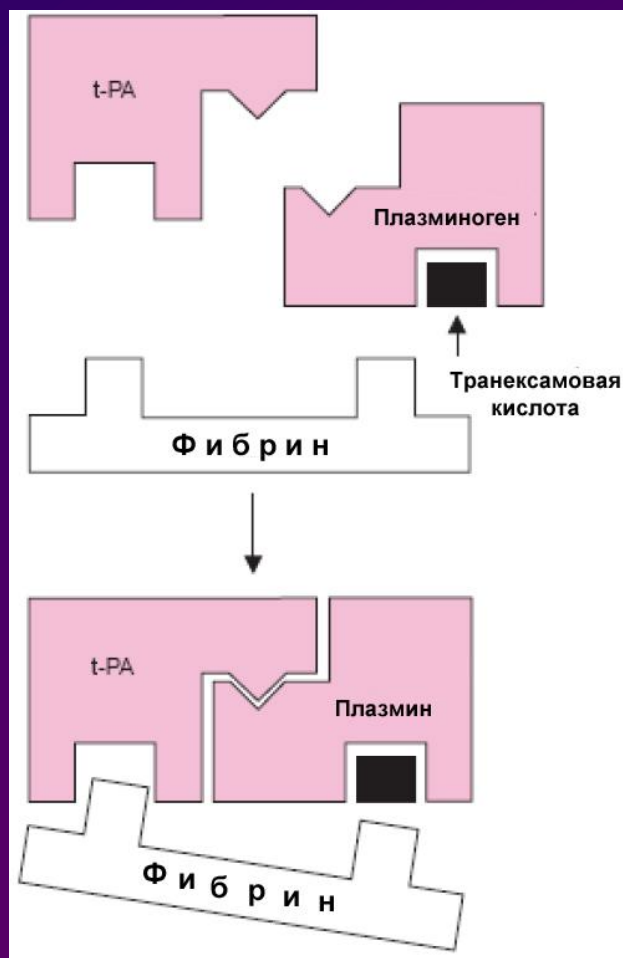 t-PA
Плазминоген
Транексамовая
кислота
Фибрин
t-PA
Плазмин
Фибрин